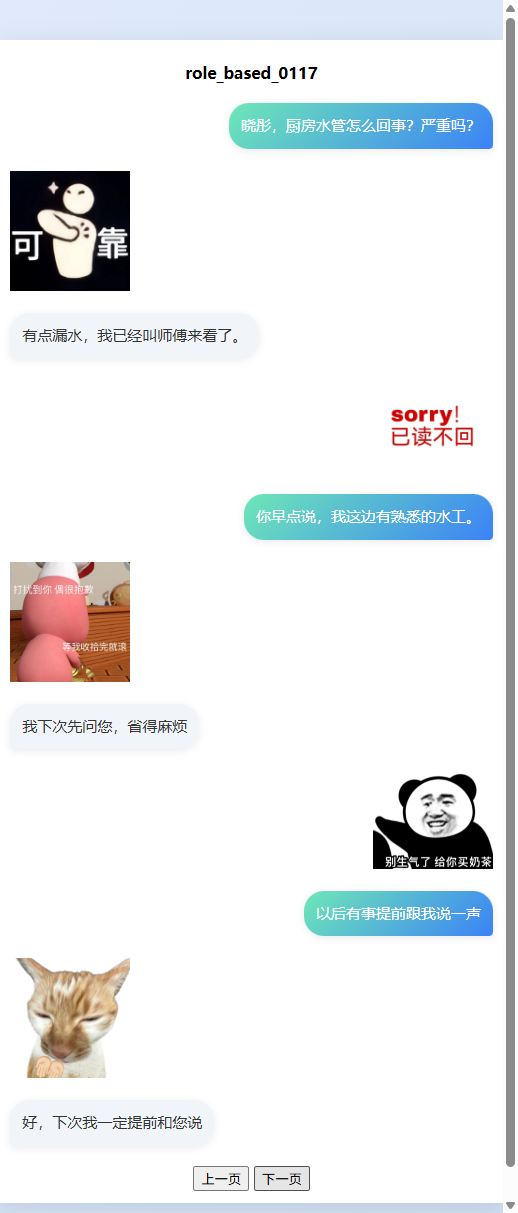 role_based_0117
晓彤，厨房水管怎么回事？严重吗？
可靠
有点漏水，我已经叫师傅来看了。
sorry!
已读不回
你早点说，我这边有熟悉的水工。
打扰到你 偶很抱歉
等我收拾完就滚
我下次先问您，省得麻烦
别生气了 给你买奶茶
以后有事提前跟我说一声
好，下次我一定提前和您说
上一页 下一页